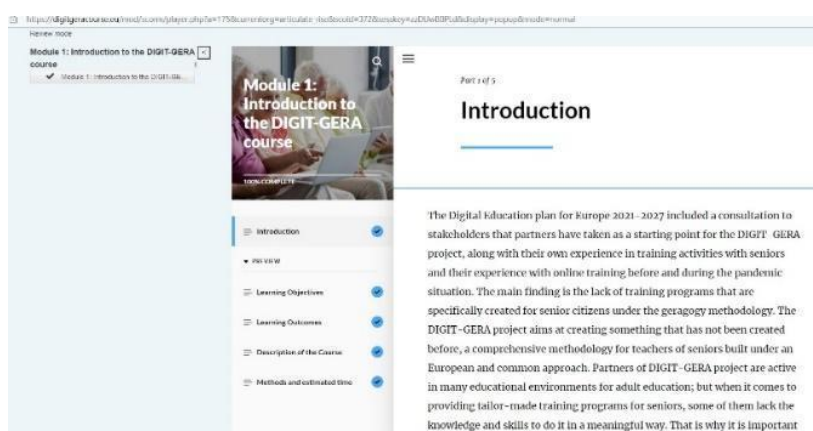 https://digitgeracourse.eu/mod/scorm/player.php?a=
Review mode
Module 1: Introduction to the DIGIT-GERA
course
<
Module 1: Introduction to the DIGIT-GE...
Module 1:
Introduction to
the DIGIT-GERA
course
100% COMPLETE
Introduction
PREVIEW
Learning Objectives
Learning Outcomes
Description of the Course
Methods and estimated time
Part 1 of 5
Introduction
The Digital Education plan for Europe 2021-2027 included a consultation to
stakeholders that partners have taken as a starting point for the DIGIT-GERA
project, along with their own experience in training activities with seniors
and their experience with online training before and during the pandemic
situation. The main finding is the lack of training programs that are
specifically created for senior citizens under the geragogy methodology. The
DIGIT-GERA project aims at creating something that has not been created
before, a comprehensive methodology for teachers of seniors built under an
European and common approach. Partners of DIGIT-GERA project are active
in many educational environments for adult education; but when it comes to
providing tailor-made training programs for seniors, some of them lack the
knowledge and skills to do it in a meaningful way. That is why it is important